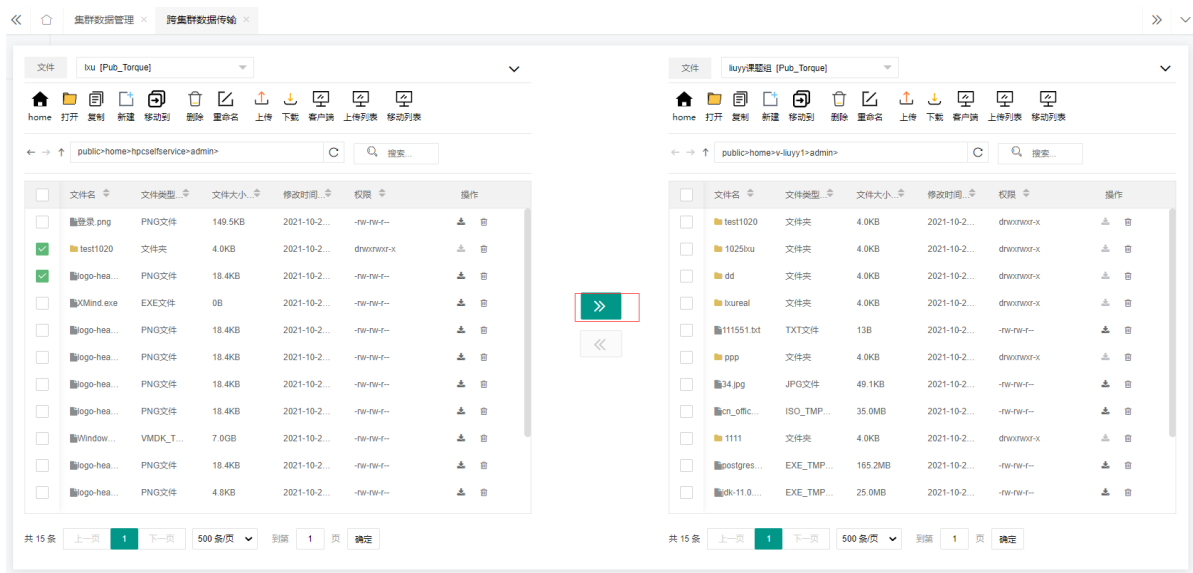 集群数据管理 × 跨集群数据传输 ×
文件 lxu [Pub_Torque]
home 打开 复制 新建 移动到 删除 重命名 上传 下载 客户端 上传列表 移动列表
public>home>hpcselfservice>admin> 搜索...
文件名 文件类型... 文件大小... 修改时间... 权限 操作
登录.png PNG文件 149.5KB 2021-10-2... -rw-rw-r--
test1020 文件夹 4.0KB 2021-10-2... drwxrwxr-x
logo-hea... PNG文件 18.4KB 2021-10-2... -rw-rw-r--
XMind.exe EXE文件 0B 2021-10-2... -rw-rw-r--
logo-hea... PNG文件 18.4KB 2021-10-2... -rw-rw-r--
logo-hea... PNG文件 18.4KB 2021-10-2... -rw-rw-r--
logo-hea... PNG文件 18.4KB 2021-10-2... -rw-rw-r--
logo-hea... PNG文件 18.4KB 2021-10-2... -rw-rw-r--
Window... VMDK_T... 7.0GB 2021-10-2... -rw-rw-r--
logo-hea... PNG文件 18.4KB 2021-10-2... -rw-rw-r--
logo-hea... PNG文件 4.8KB 2021-10-2... -rw-rw-r--
共 15 条 上一页 1 下一页 500 条/页 到第 1 页 确定
文件 liuyy课题组 [Pub_Torque]
home 打开 复制 新建 移动到 删除 重命名 上传 下载 客户端 上传列表 移动列表
public>home>v-liuyy1>admin> 搜索...
文件名 文件类型... 文件大小... 修改时间... 权限 操作
test1020 文件夹 4.0KB 2021-10-2... drwxrwxr-x
1025lxu 文件夹 4.0KB 2021-10-2... drwxrwxr-x
dd 文件夹 4.0KB 2021-10-2... drwxrwxr-x
lxureal 文件夹 4.0KB 2021-10-2... drwxrwxr-x
111551.txt TXT文件 13B 2021-10-2... -rw-rw-r--
ppp 文件夹 4.0KB 2021-10-2... drwxrwxr-x
34.jpg JPG文件 49.1KB 2021-10-2... -rw-rw-r--
cn_offic... ISO_TMP... 35.0MB 2021-10-2... -rw-rw-r--
1111 文件夹 4.0KB 2021-10-2... drwxrwxr-x
postgres... EXE_TMP... 165.2MB 2021-10-2... -rw-rw-r--
jdk-11.0.... EXE_TMP... 25.0MB 2021-10-2... -rw-rw-r--
共 15 条 上一页 1 下一页 500 条/页 到第 1 页 确定